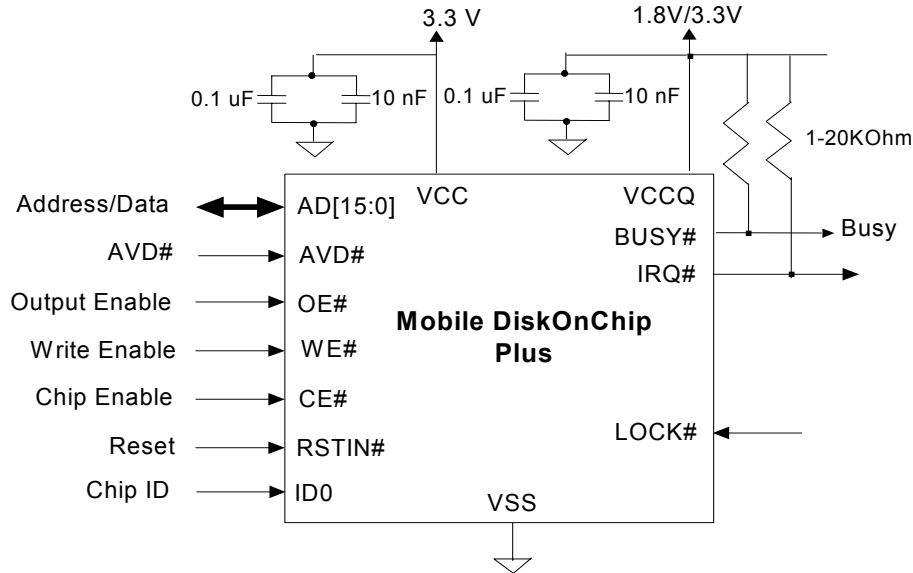 3.3 V
1.8V/3.3V
0.1 uF
10 nF
0.1 uF
10 nF
1-20KOhm
VCC
VCCQ
Address/Data
AD[15:0]
BUSY#
Busy
AVD#
AVD#
IRQ#
Output Enable
OE#
Mobile DiskOnChip
Plus
Write Enable
WE#
Chip Enable
CE#
LOCK#
Reset
RSTIN#
Chip ID
ID0
VSS